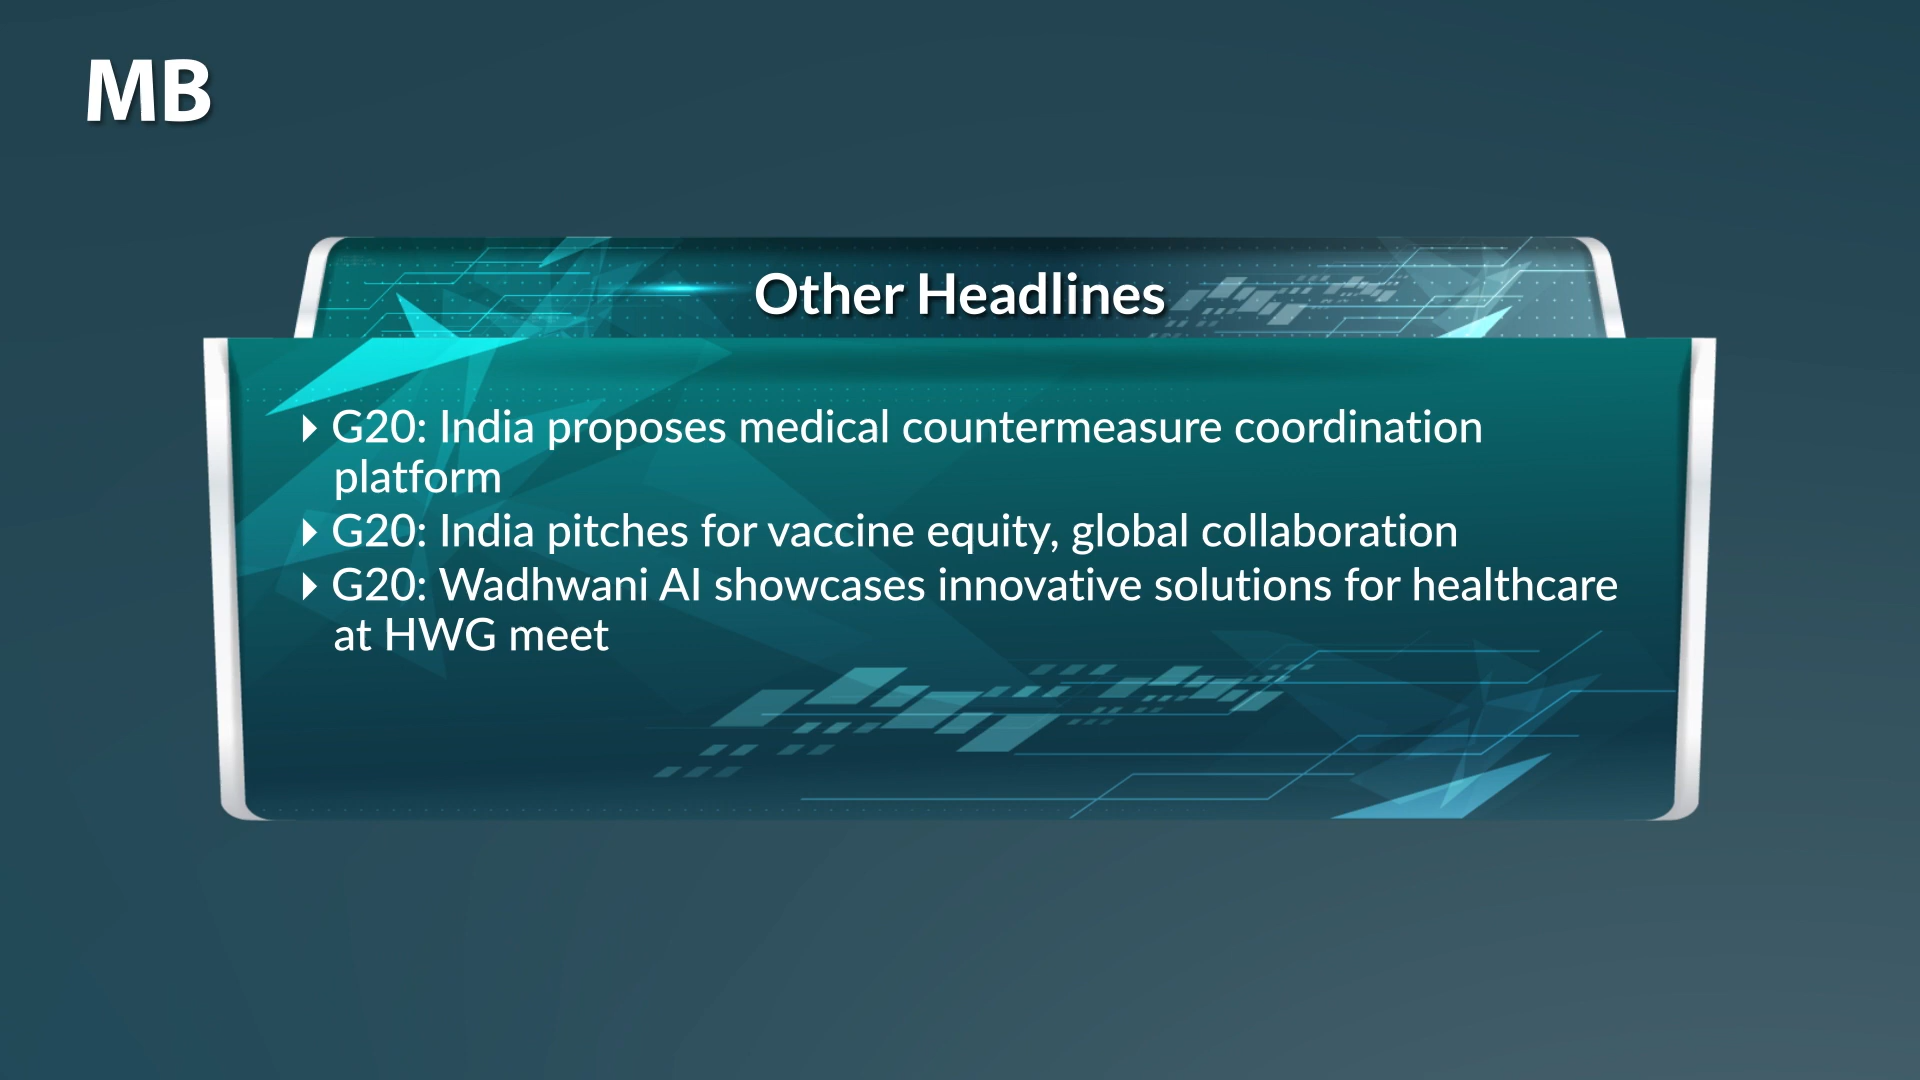 MB
Other Headlines
G20: India proposes medical countermeasure coordination
platform
G20: India pitches for vaccine equity, global collaboration
G20: Wadhwani AI showcases innovative solutions for healthcare
at HWG meet